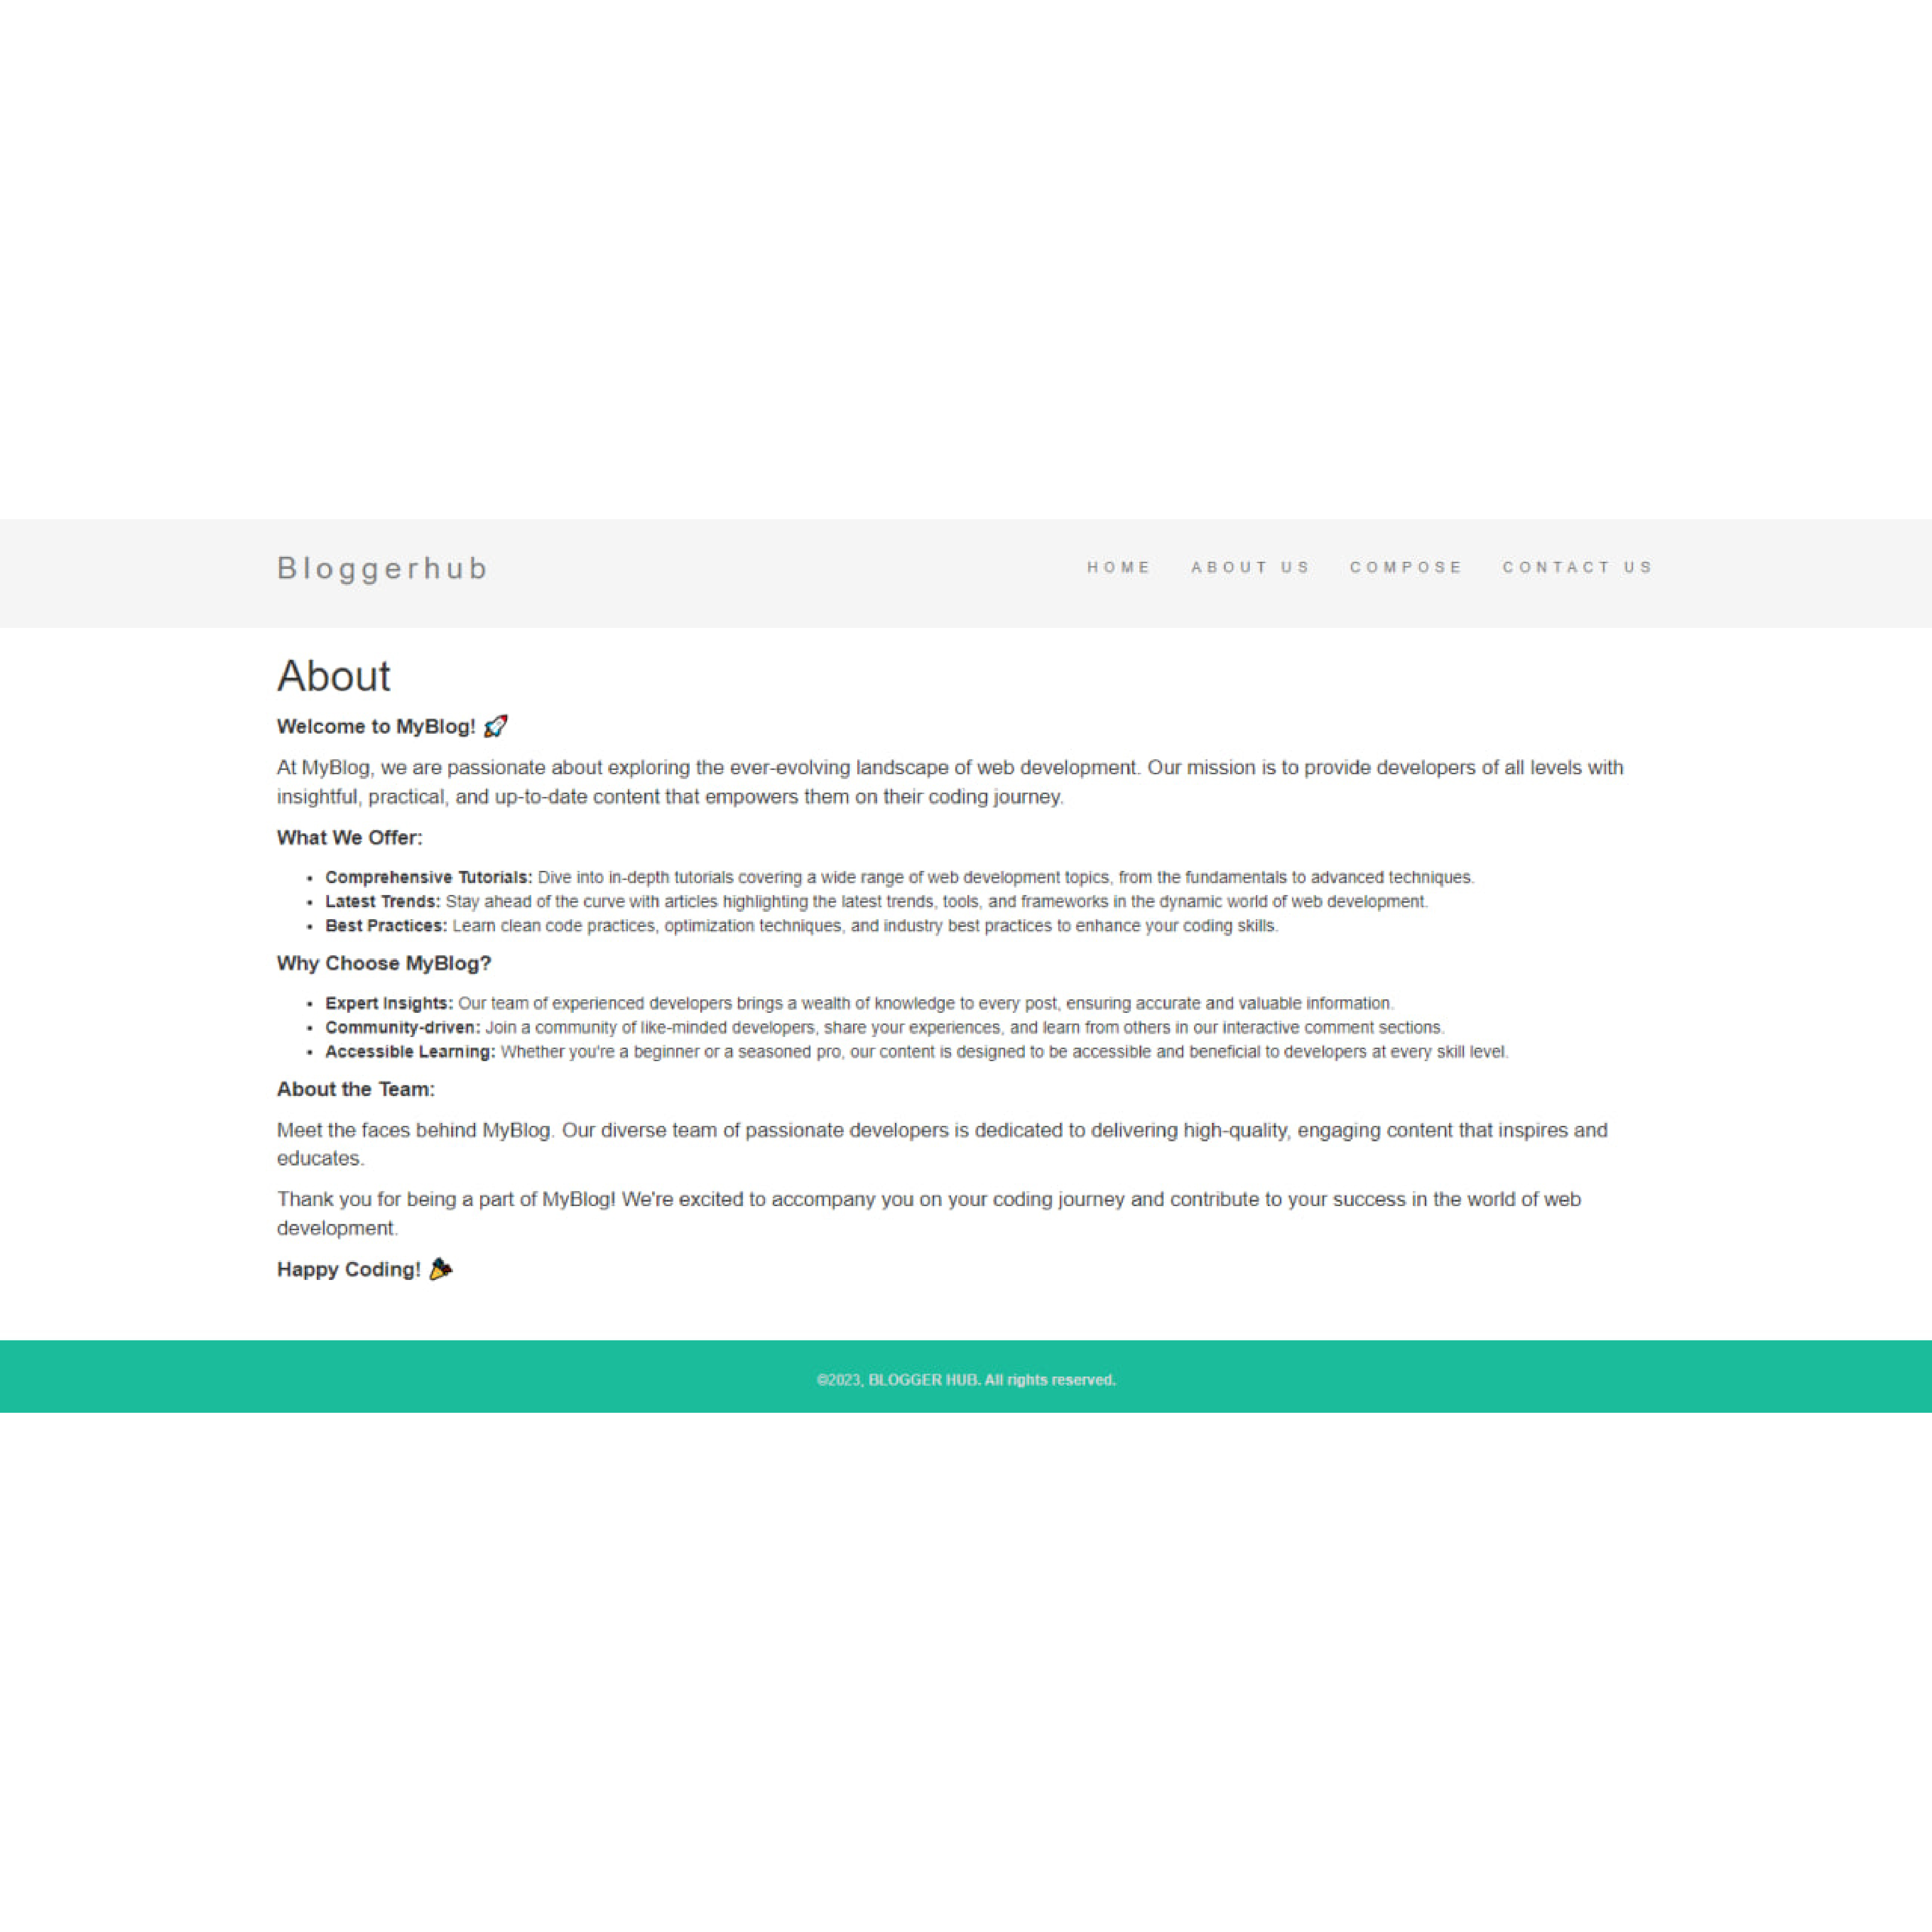 Bloggerhub
HOME ABOUT US COMPOSE CONTACT US
About
Welcome to MyBlog! 🚀
At MyBlog, we are passionate about exploring the ever-evolving landscape of web development. Our mission is to provide developers of all levels with
insightful, practical, and up-to-date content that empowers them on their coding journey.
What We Offer:
• Comprehensive Tutorials: Dive into in-depth tutorials covering a wide range of web development topics, from the fundamentals to advanced techniques.
• Latest Trends: Stay ahead of the curve with articles highlighting the latest trends, tools, and frameworks in the dynamic world of web development.
• Best Practices: Learn clean code practices, optimization techniques, and industry best practices to enhance your coding skills.
Why Choose MyBlog?
• Expert Insights: Our team of experienced developers brings a wealth of knowledge to every post, ensuring accurate and valuable information.
• Community-driven: Join a community of like-minded developers, share your experiences, and learn from others in our interactive comment sections.
• Accessible Learning: Whether you're a beginner or a seasoned pro, our content is designed to be accessible and beneficial to developers at every skill level.
About the Team:
Meet the faces behind MyBlog. Our diverse team of passionate developers is dedicated to delivering high-quality, engaging content that inspires and
educates.
Thank you for being a part of MyBlog! We're excited to accompany you on your coding journey and contribute to your success in the world of web
development.
Happy Coding! 🎉
©2023, BLOGGER HUB. All rights reserved.